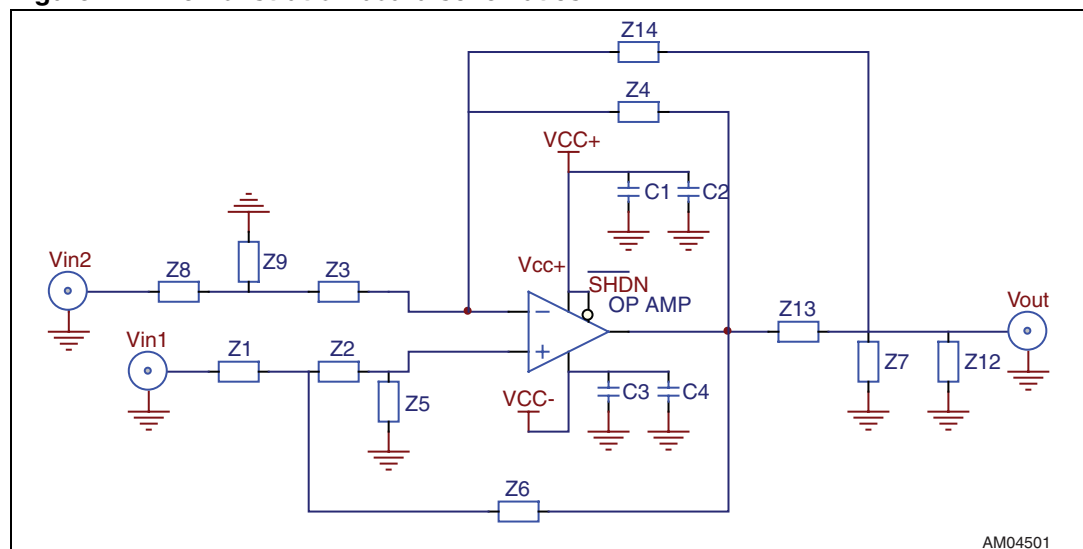 Z14
Z4
VCC+
C1
C2
Vin2
Z8
Z9
Z3
Vcc+
SHDN
OP AMP
Vin1
Z1
Z2
Z5
VCC-
C3
C4
Z13
Vout
Z7
Z12
Z6
AM04501